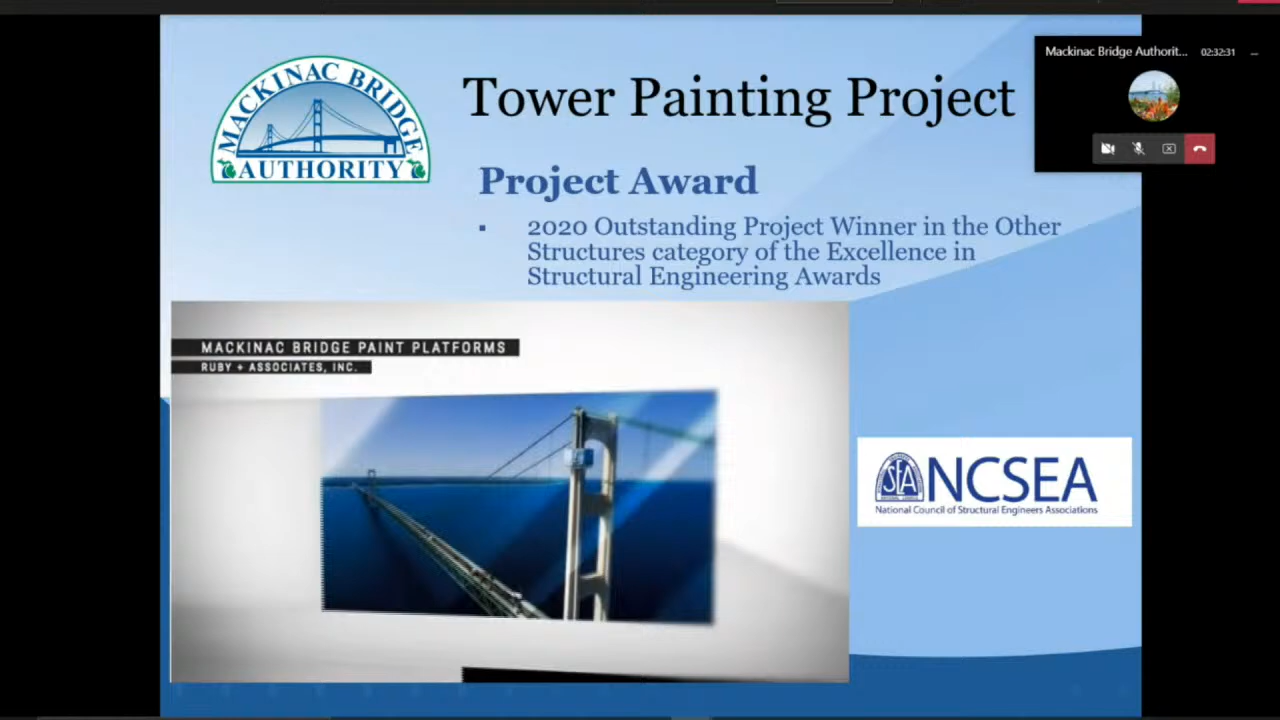 MACKINAC BRIDGE
AUTHORITY
Tower Painting Project
Mackinac Bridge Authorit...
02:32:31
Project Award
2020 Outstanding Project Winner in the Other
Structures category of the Excellence in
Structural Engineering Awards
MACKINAC BRIDGE PAINT PLATFORMS
RUBY + ASSOCIATES, INC.
SEA
NCSEA
National Council of Structural Engineers Associations